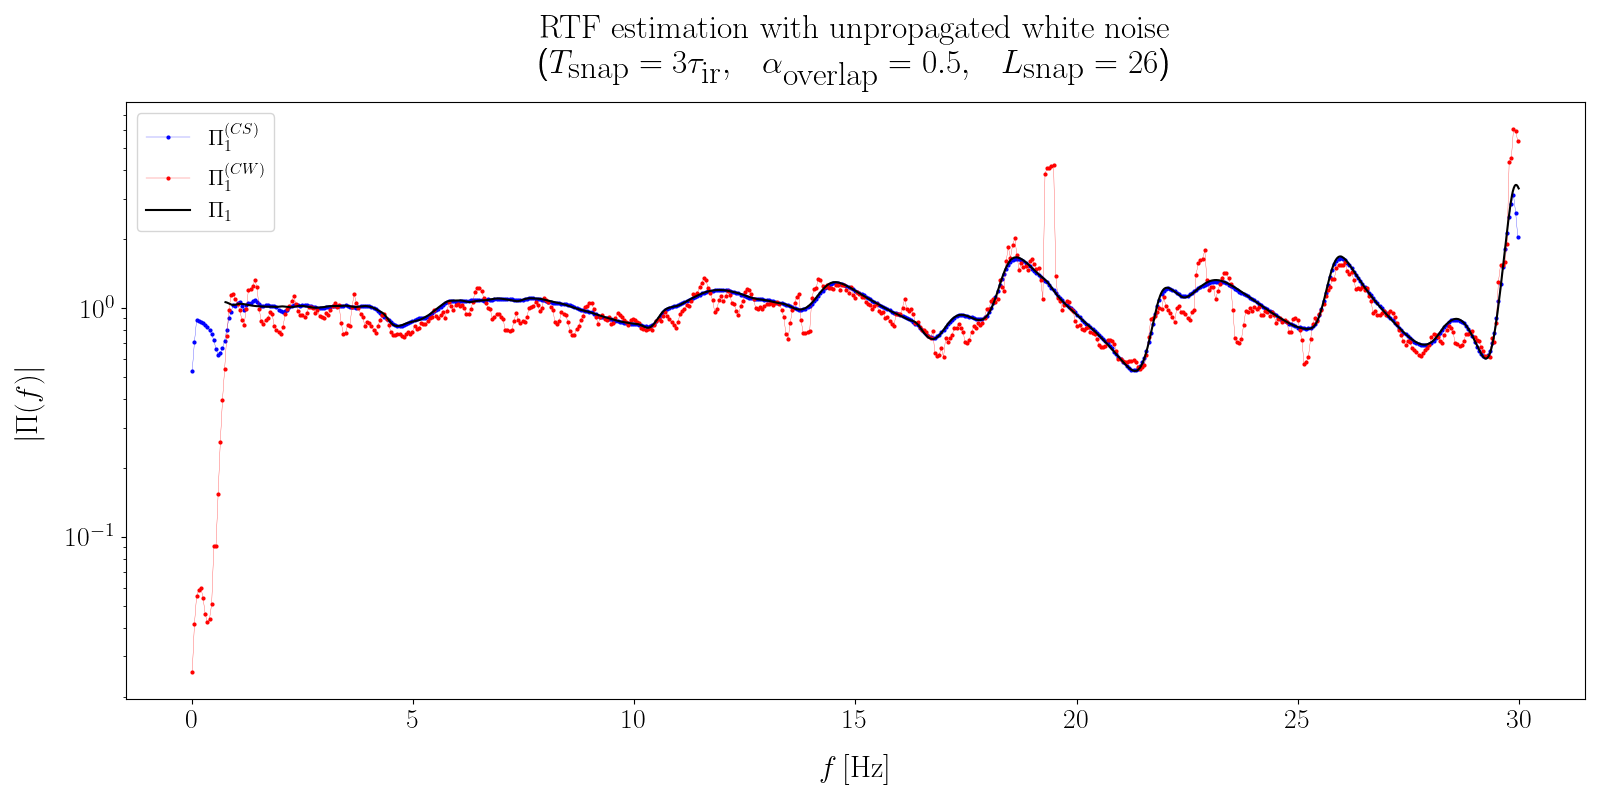 RTF estimation with unpropagated white noise
(T_snap = 3τ_ir, α_overlap = 0.5, L_snap = 26)
Π_1^(CS)
Π_1^(CW)
Π_1
|Π(f)|
10^0
10^−1
0 5 10 15 20 25 30
f [Hz]